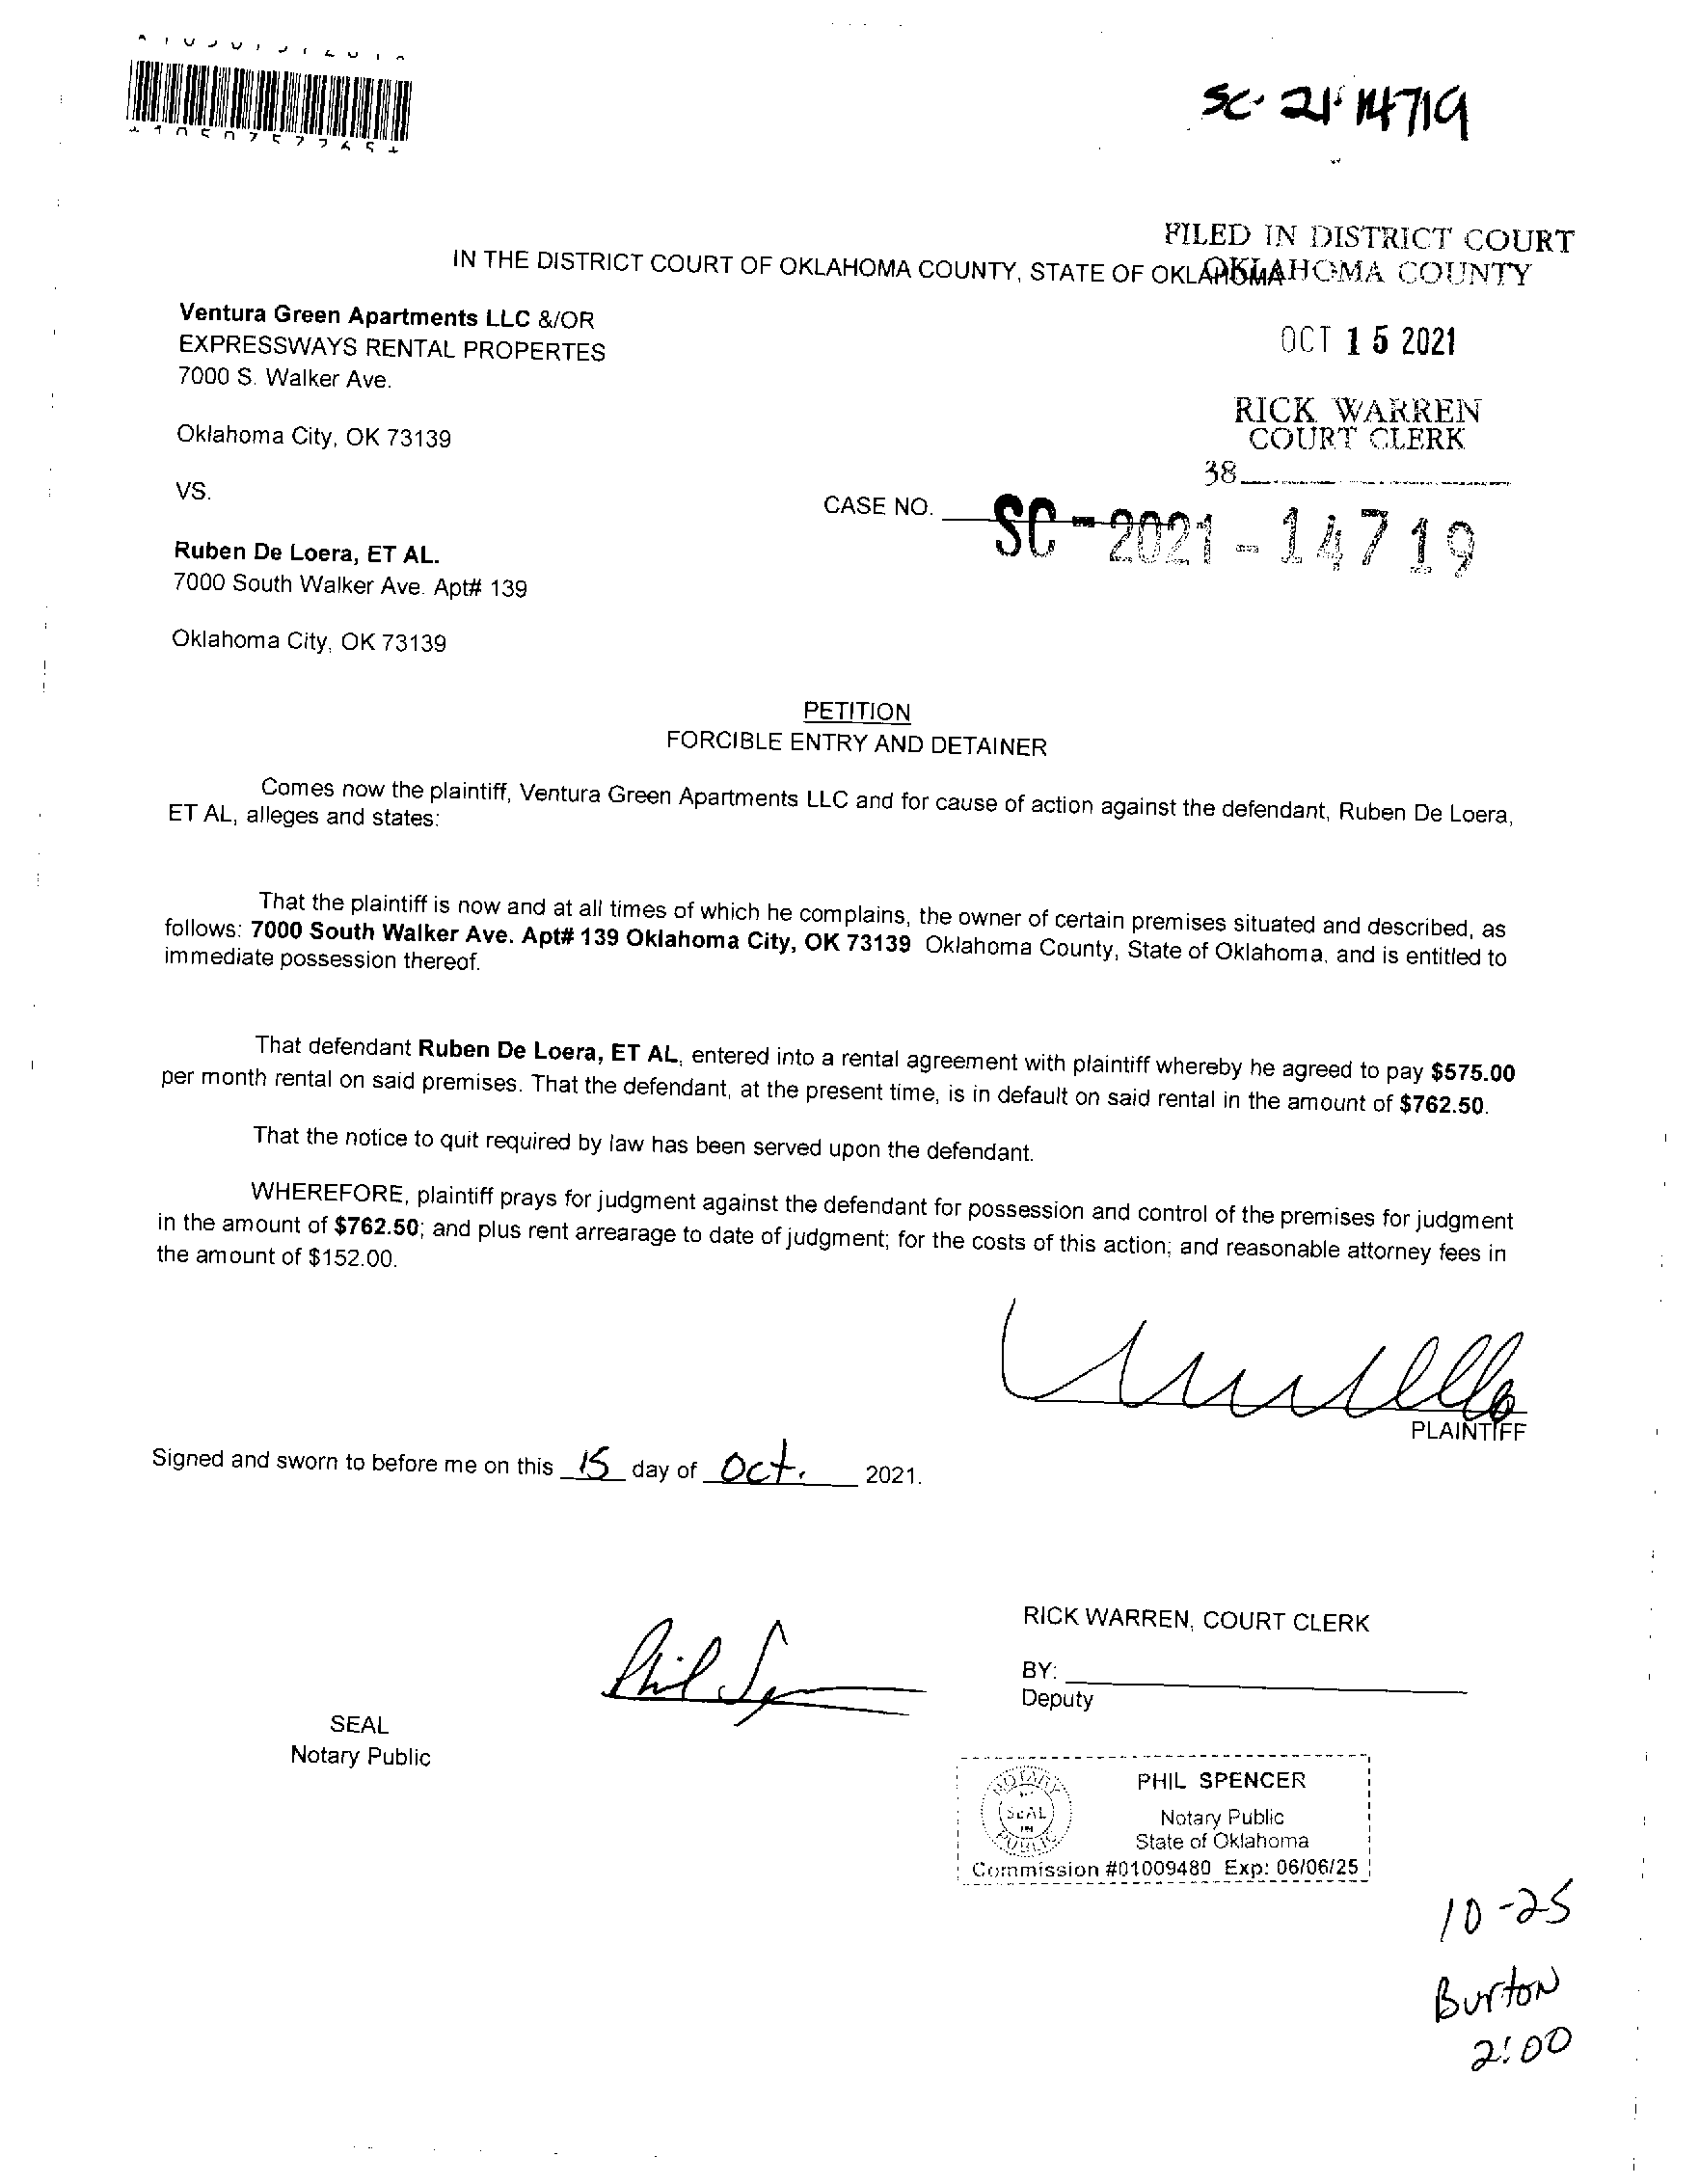 SC-21-14719
FILED IN DISTRICT COURT
OKLAHOMA COUNTY
IN THE DISTRICT COURT OF OKLAHOMA COUNTY, STATE OF
Ventura Green Apartments LLC &/OR
EXPRESSWAYS RENTAL PROPERTES
7000 S. Walker Ave.
OCT 15 2021
Oklahoma City, OK 73139
RICK WARREN
COURT CLERK
38
VS.
CASE NO. SC-2021-14719
Ruben De Loera, ET AL.
7000 South Walker Ave. Apt# 139
Oklahoma City, OK 73139
PETITION
FORCIBLE ENTRY AND DETAINER
Comes now the plaintiff, Ventura Green Apartments LLC and for cause of action against the defendant, Ruben De Loera,
ET AL, alleges and states:
That the plaintiff is now and at all times of which he complains, the owner of certain premises situated and described, as
follows: 7000 South Walker Ave. Apt# 139 Oklahoma City, OK 73139 Oklahoma County, State of Oklahoma, and is entitled to
immediate possession thereof.
That defendant Ruben De Loera, ET AL, entered into a rental agreement with plaintiff whereby he agreed to pay $575.00
per month rental on said premises. That the defendant, at the present time, is in default on said rental in the amount of $762.50.
That the notice to quit required by law has been served upon the defendant.
WHEREFORE, plaintiff prays for judgment against the defendant for possession and control of the premises for judgment
in the amount of $762.50; and plus rent arrearage to date of judgment; for the costs of this action; and reasonable attorney fees in
the amount of $152.00.
PLAINTIFF
Signed and sworn to before me on this 15 day of Oct. 2021.
RICK WARREN, COURT CLERK
Phil
BY:
Deputy
SEAL
Notary Public
NOTARY
SEAL
PUBLIC
PHIL SPENCER
Notary Public
State of Oklahoma
Commission #01009480 Exp: 06/06/25
10-25
Burton
2:00